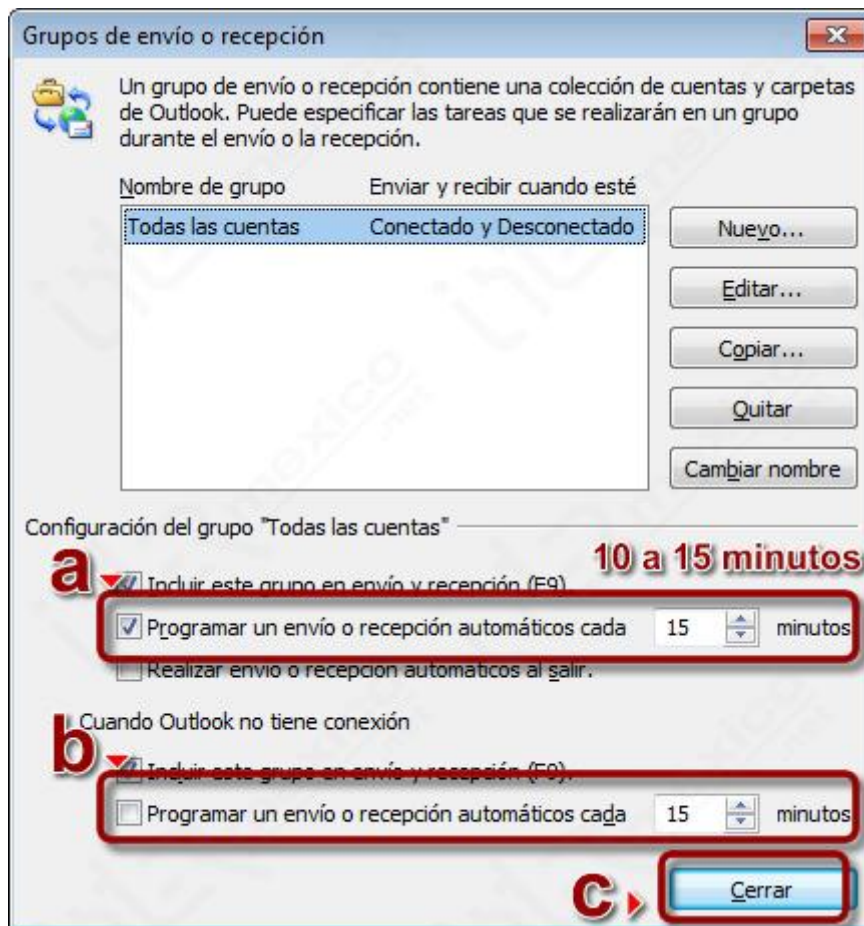 Grupos de envío o recepción
Un grupo de envío o recepción contiene una colección de cuentas y carpetas
de Outlook. Puede especificar las tareas que se realizarán en un grupo
durante el envío o la recepción.
Nombre de grupo Enviar y recibir cuando esté
Todas las cuentas Conectado y Desconectado
Nuevo...
Editar...
Copiar...
Quitar
Cambiar nombre
Configuración del grupo "Todas las cuentas"
10 a 15 minutos
a
Incluir este grupo en envío y recepción (F9).
Programar un envío o recepción automáticos cada 15 minutos
Realizar envío o recepción automáticos al salir.
Cuando Outlook no tiene conexión
b
Incluir este grupo en envío y recepción (F9).
Programar un envío o recepción automáticos cada 15 minutos
c
Cerrar